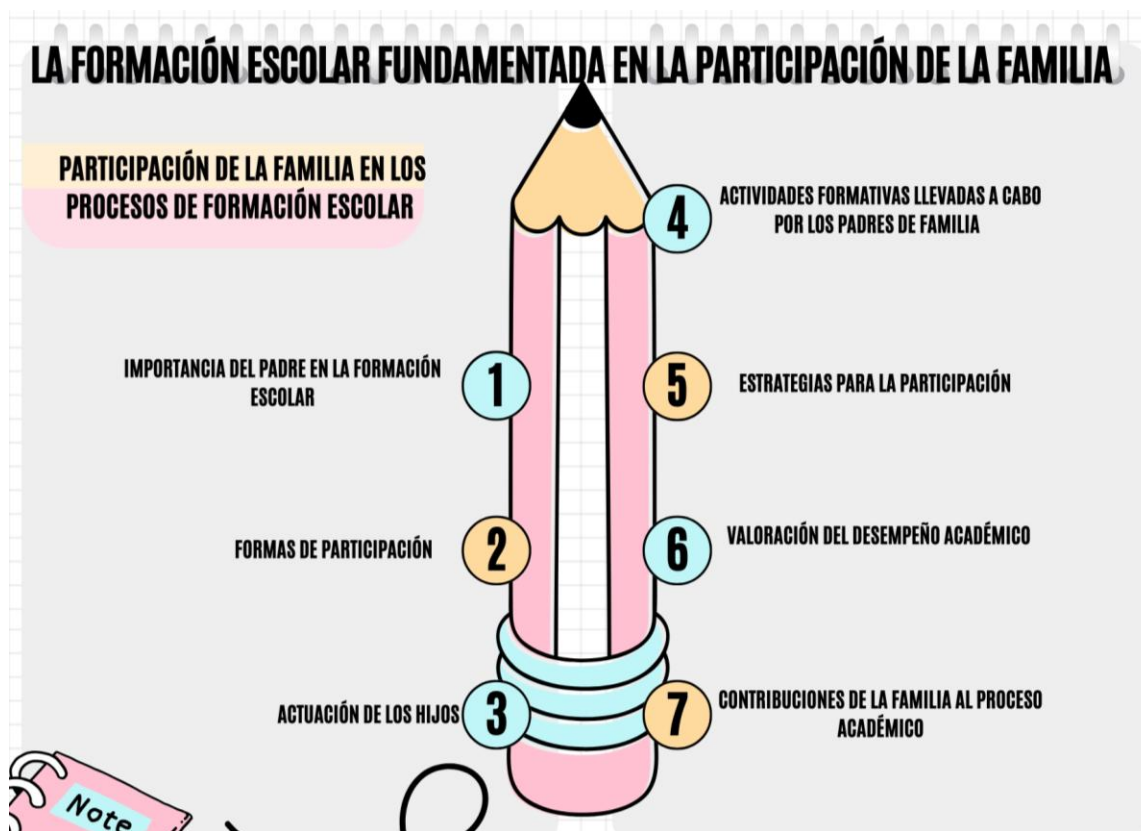 LA FORMACIÓN ESCOLAR FUNDAMENTADA EN LA PARTICIPACIÓN DE LA FAMILIA
PARTICIPACIÓN DE LA FAMILIA EN LOS
PROCESOS DE FORMACIÓN ESCOLAR
IMPORTANCIA DEL PADRE EN LA FORMACIÓN
ESCOLAR
1
FORMAS DE PARTICIPACIÓN
2
ACTUACIÓN DE LOS HIJOS
3
4
ACTIVIDADES FORMATIVAS LLEVADAS A CABO
POR LOS PADRES DE FAMILIA
5
ESTRATEGIAS PARA LA PARTICIPACIÓN
6
VALORACIÓN DEL DESEMPEÑO ACADÉMICO
7
CONTRIBUCIONES DE LA FAMILIA AL PROCESO
ACADÉMICO
Note